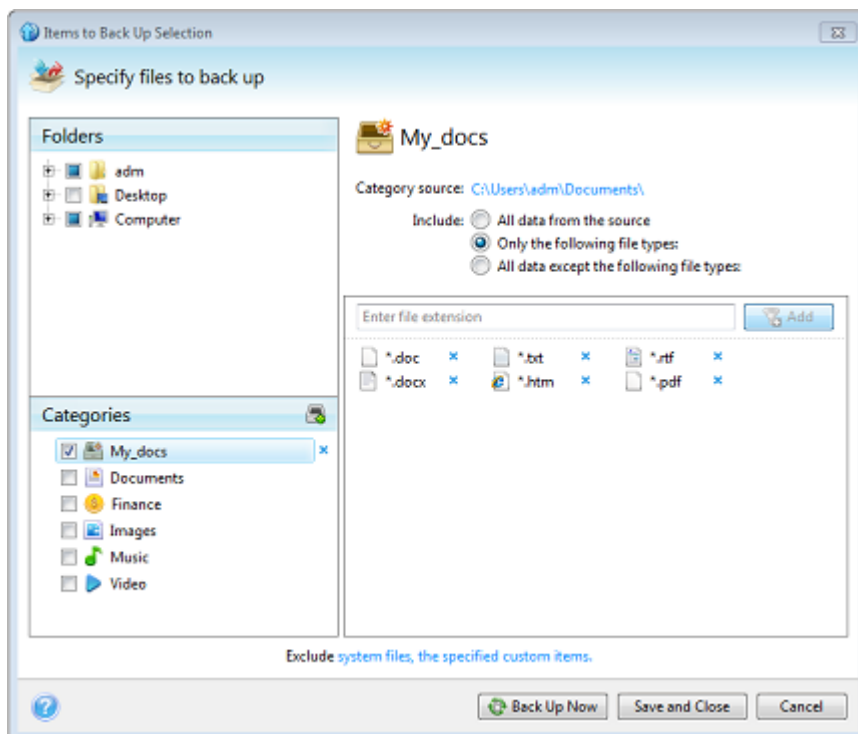 Items to Back Up Selection
Specify files to back up
Folders
adm
Desktop
Computer
Categories
My_docs
Documents
Finance
Images
Music
Video
My_docs
Category source: C:\Users\adm\Documents\
Include: All data from the source
Only the following file types:
All data except the following file types:
Enter file extension Add
*.doc *.txt *.rtf
*.docx *.htm *.pdf
Exclude system files, the specified custom items.
Back Up Now Save and Close Cancel